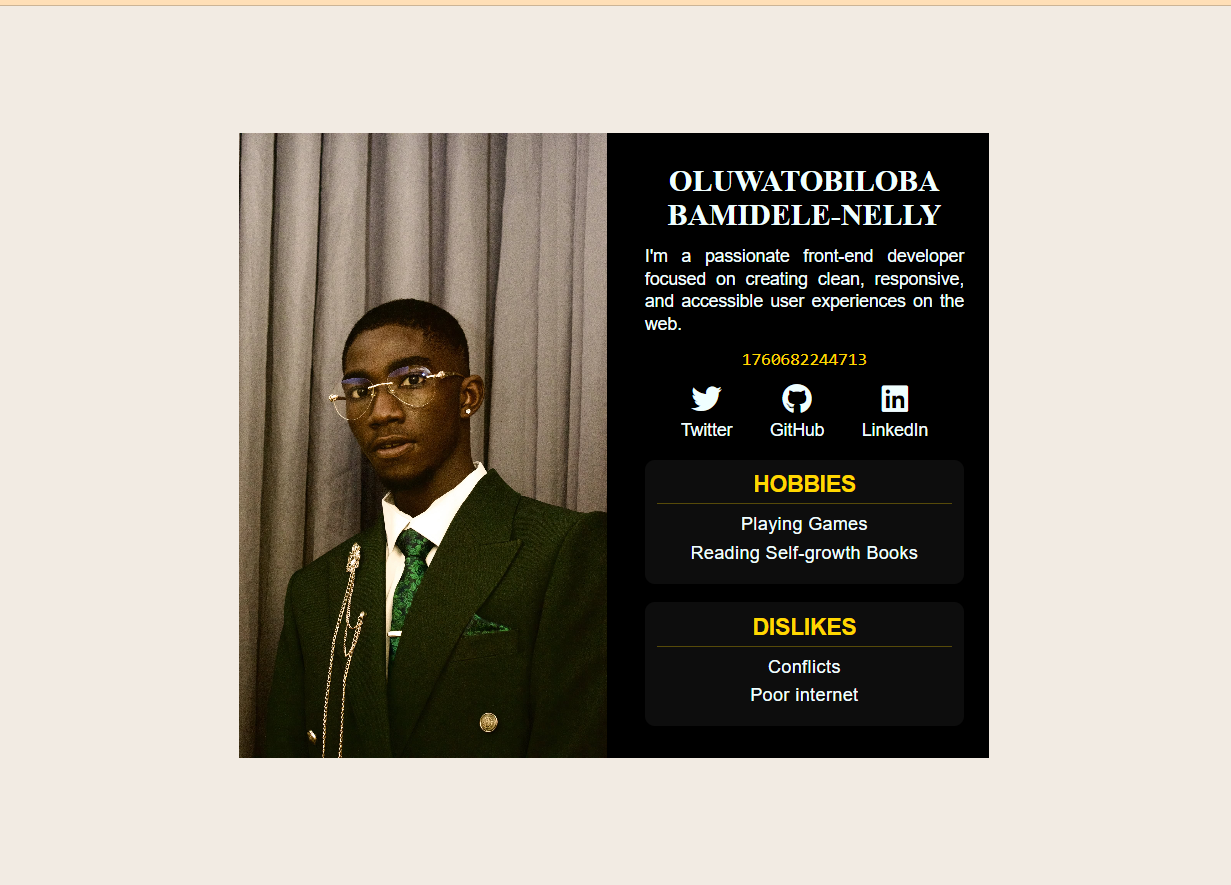 OLUWATOBILOBA
BAMIDELE-NELLY
I'm a passionate front-end developer
focused on creating clean, responsive,
and accessible user experiences on the
web.
1760682244713
Twitter GitHub LinkedIn
HOBBIES
Playing Games
Reading Self-growth Books
DISLIKES
Conflicts
Poor internet